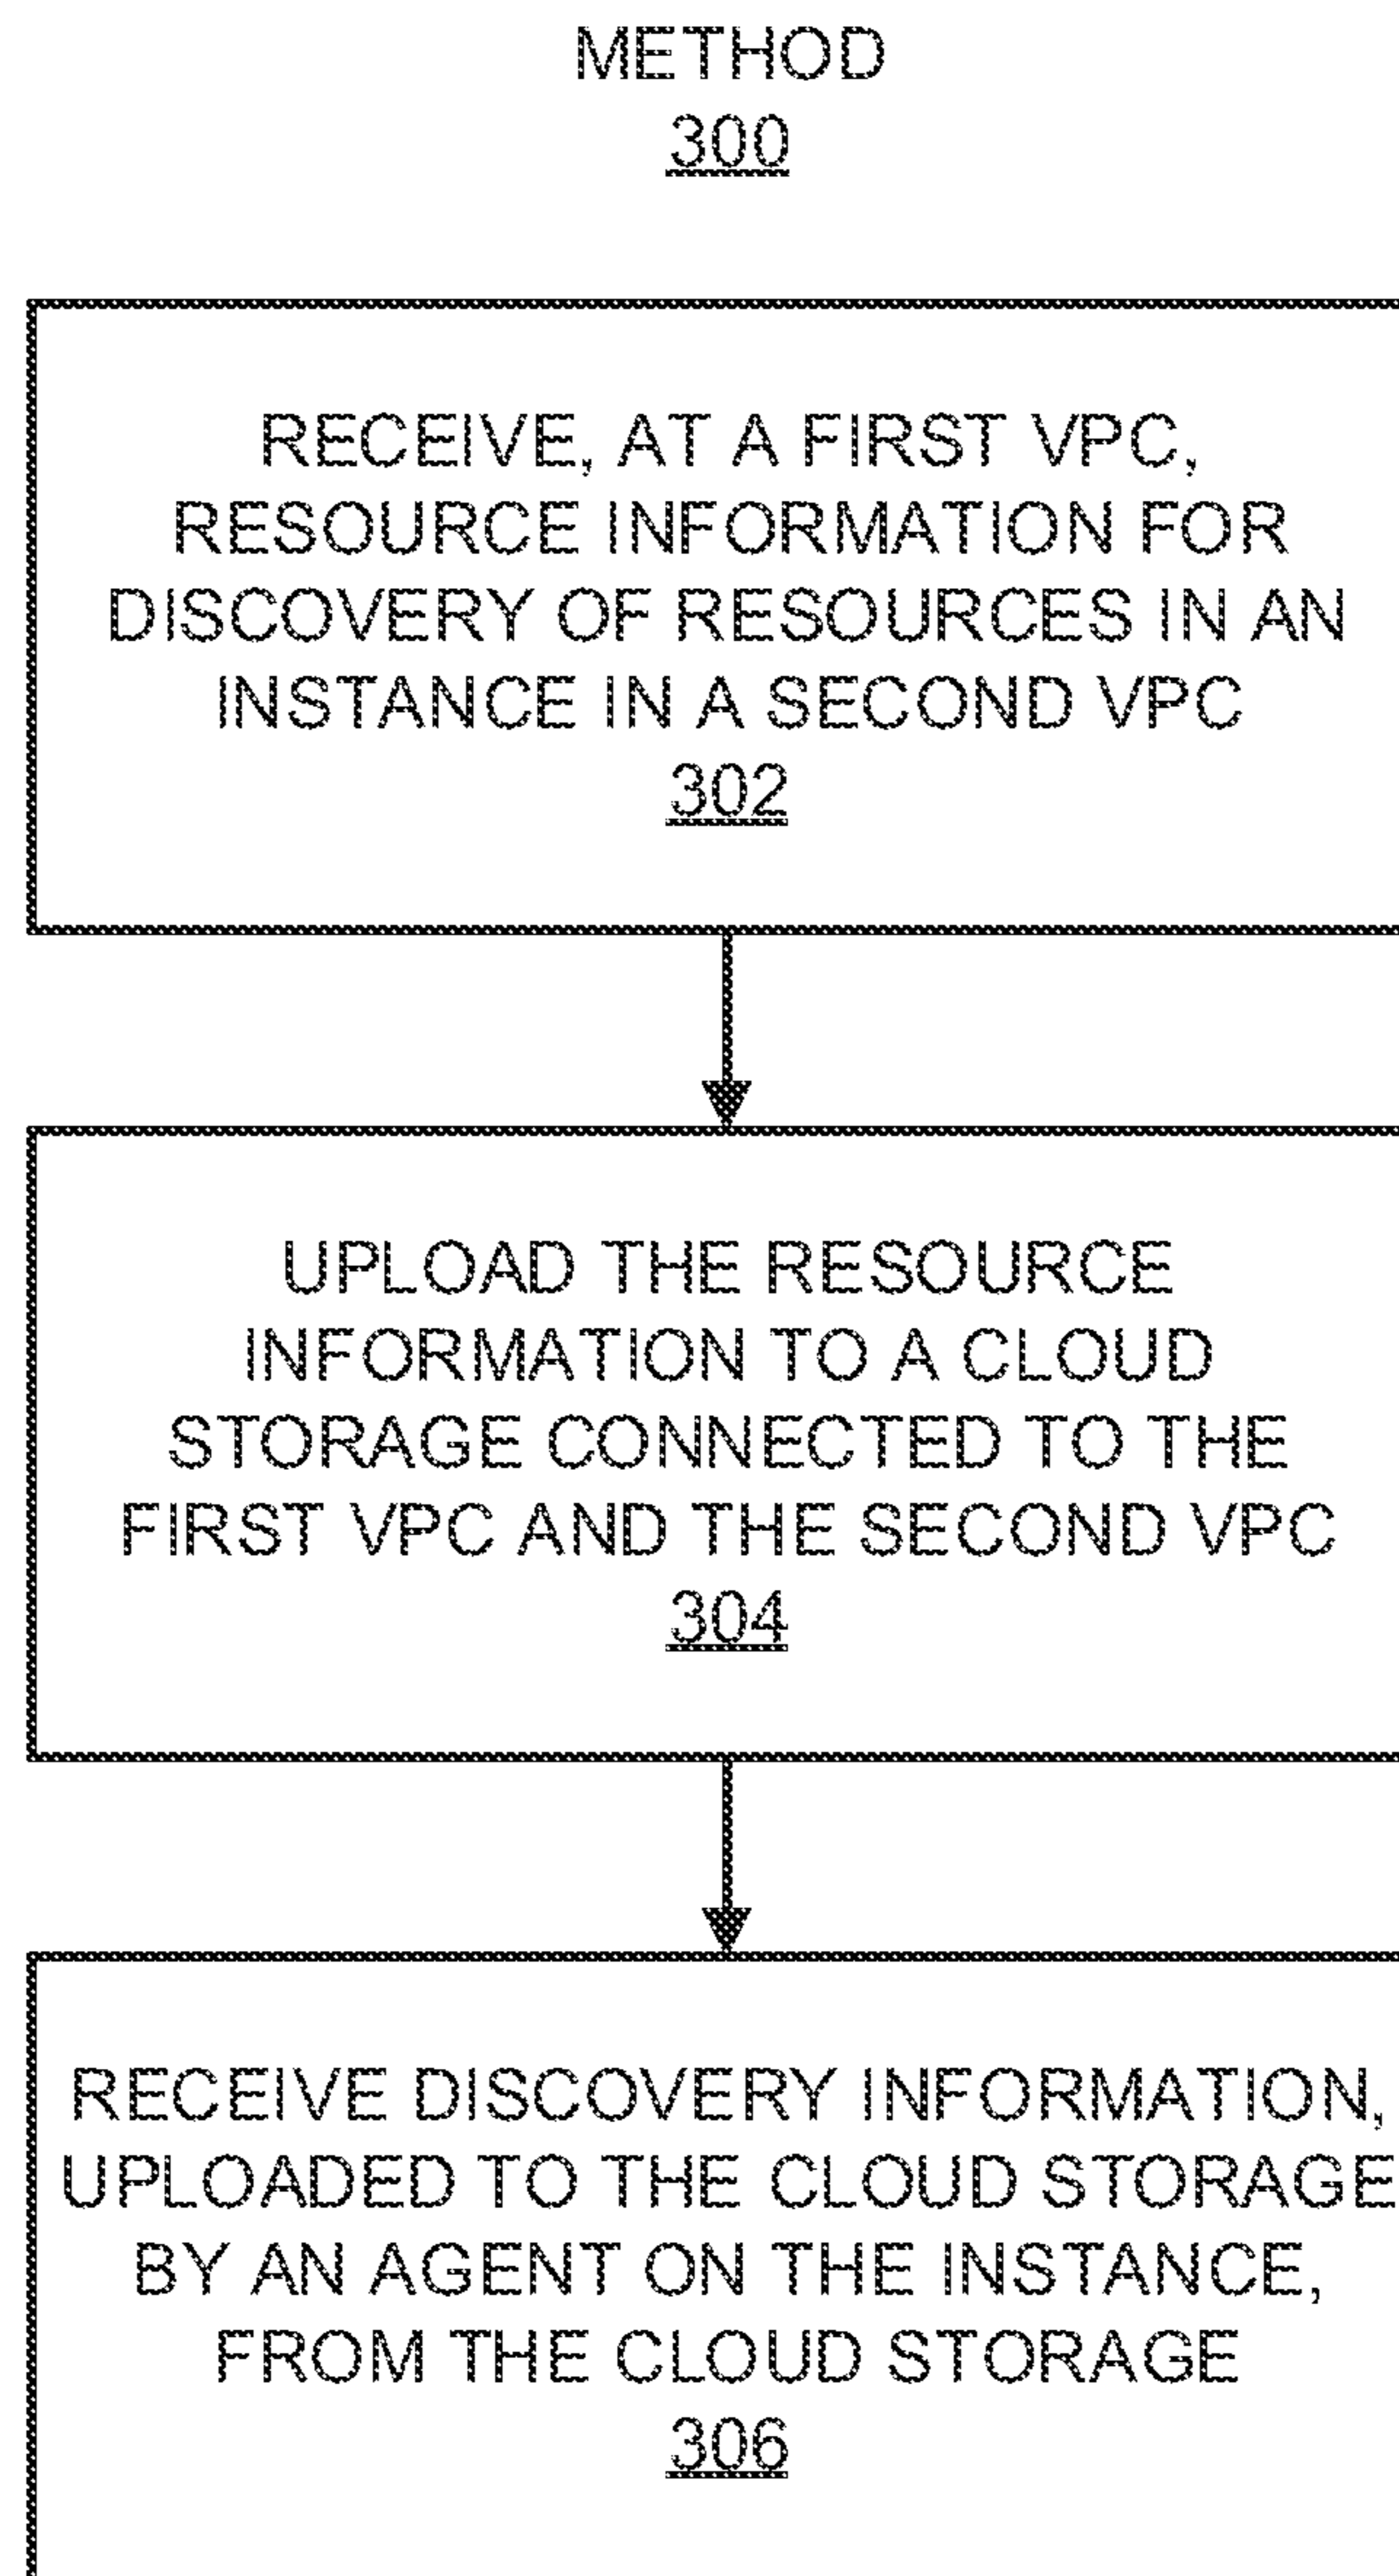 METHOD
300
RECEIVE, AT A FIRST VPC,
RESOURCE INFORMATION FOR
DISCOVERY OF RESOURCES IN AN
INSTANCE IN A SECOND VPC
302
UPLOAD THE RESOURCE
INFORMATION TO A CLOUD
STORAGE CONNECTED TO THE
FIRST VPC AND THE SECOND VPC
304
RECEIVE DISCOVERY INFORMATION,
UPLOADED TO THE CLOUD STORAGE
BY AN AGENT ON THE INSTANCE,
FROM THE CLOUD STORAGE
306